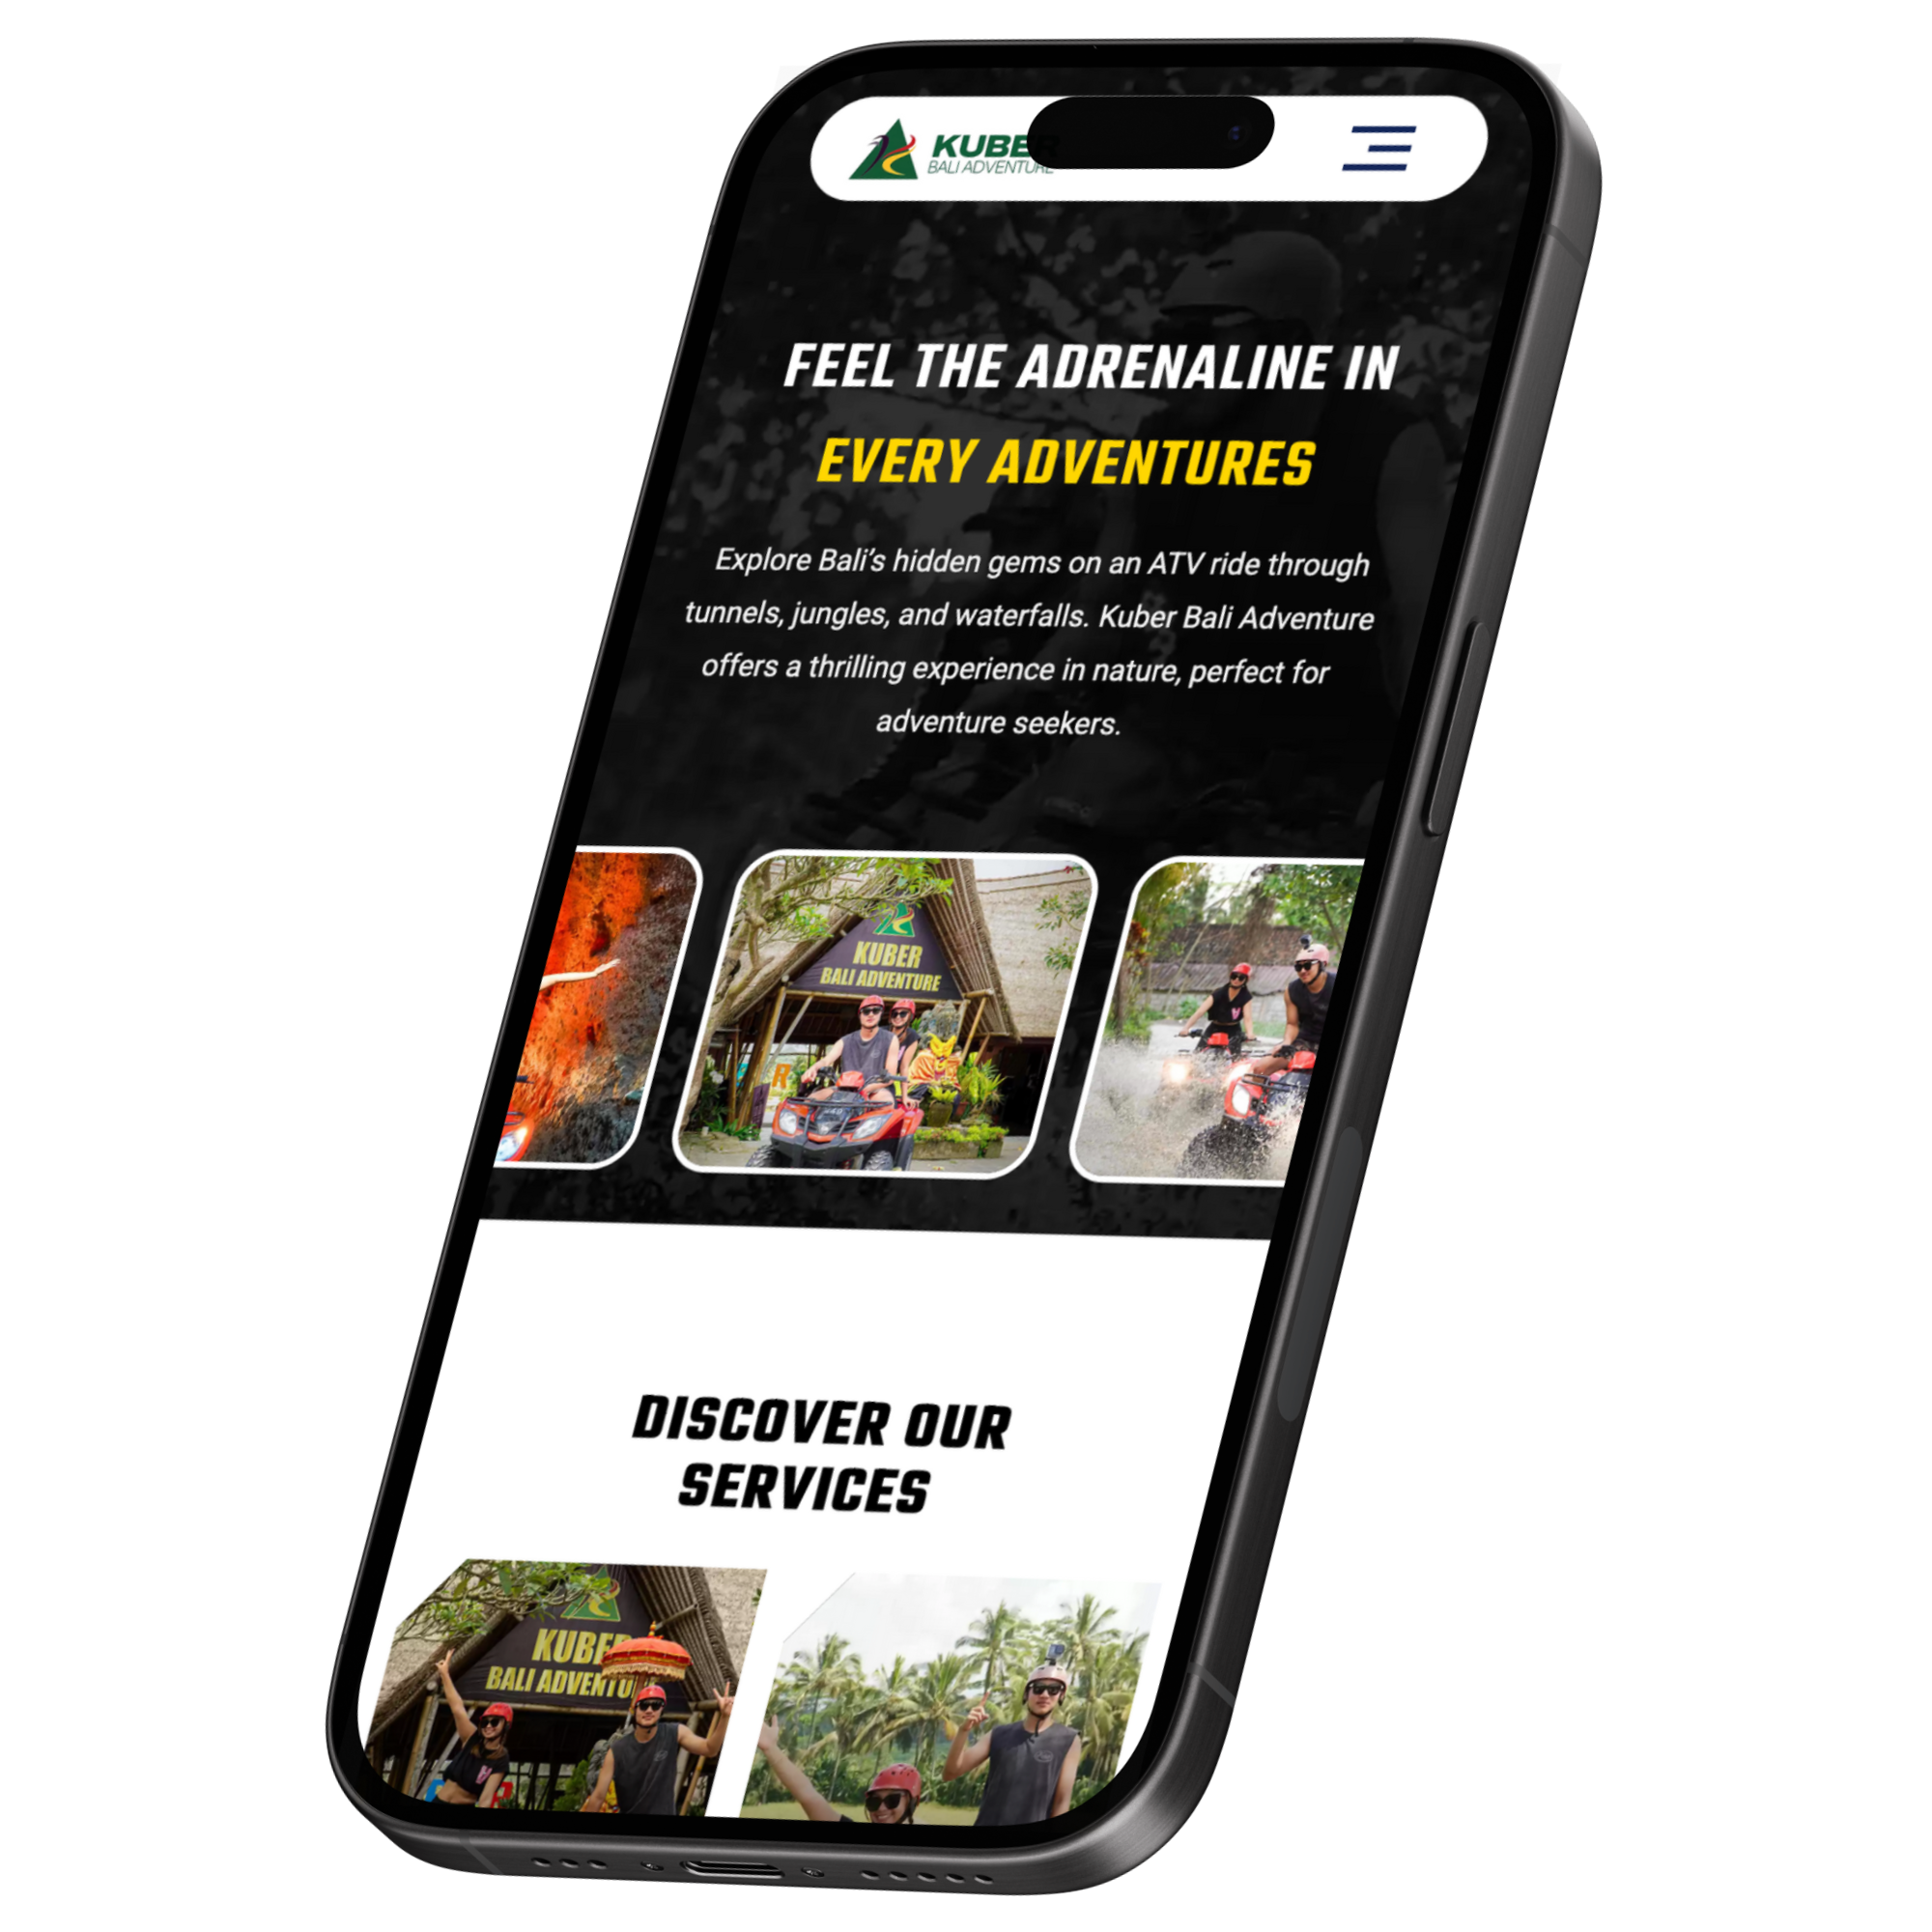 KUBER
BALI ADVENTURE
FEEL THE ADRENALINE IN
EVERY ADVENTURES
Explore Bali's hidden gems on an ATV ride through
tunnels, jungles, and waterfalls. Kuber Bali Adventure
offers a thrilling experience in nature, perfect for
adventure seekers.
KUBER
BALI ADVENTURE
R
DISCOVER OUR
SERVICES
KUBE
BALI ADVENTU